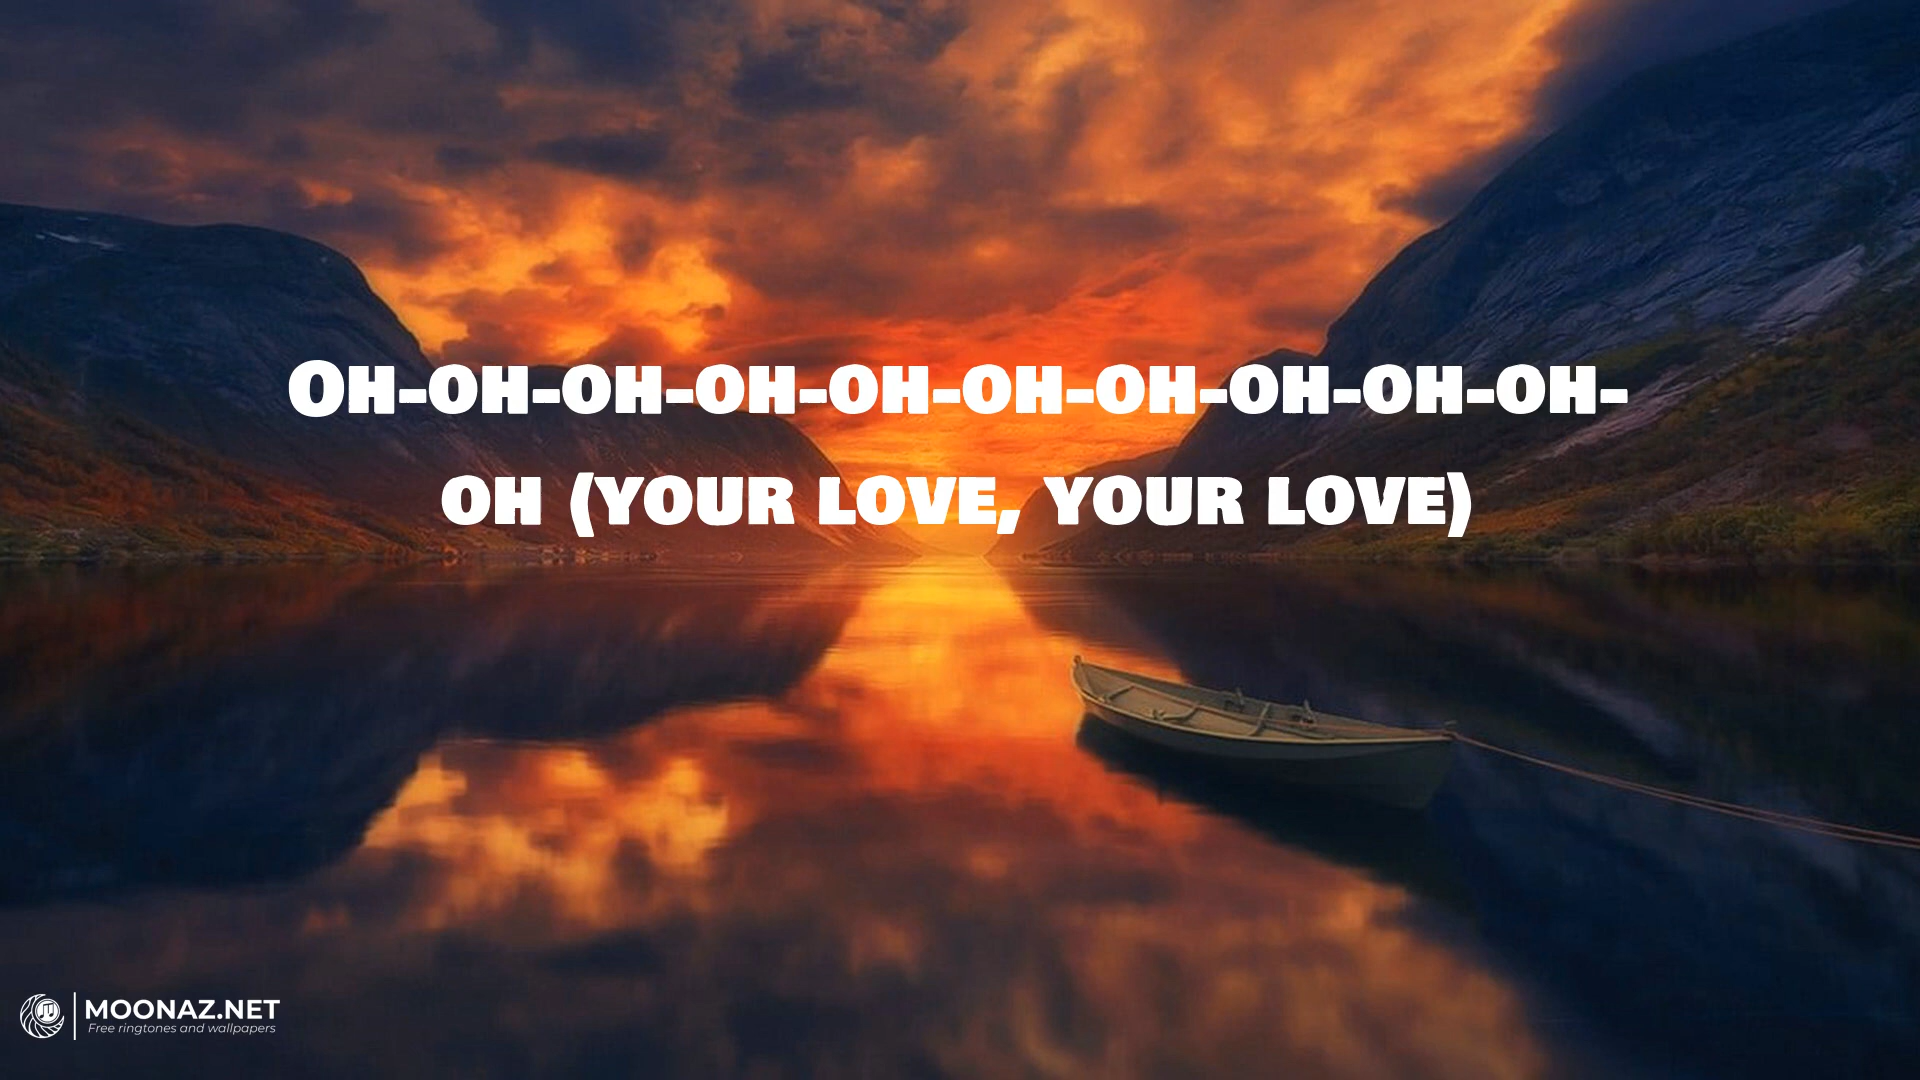 Oh-oh-oh-oh-oh-oh-oh-oh-oh-oh-
oh (your love, your love)
MOONAZ.NET
Free ringtones and wallpapers